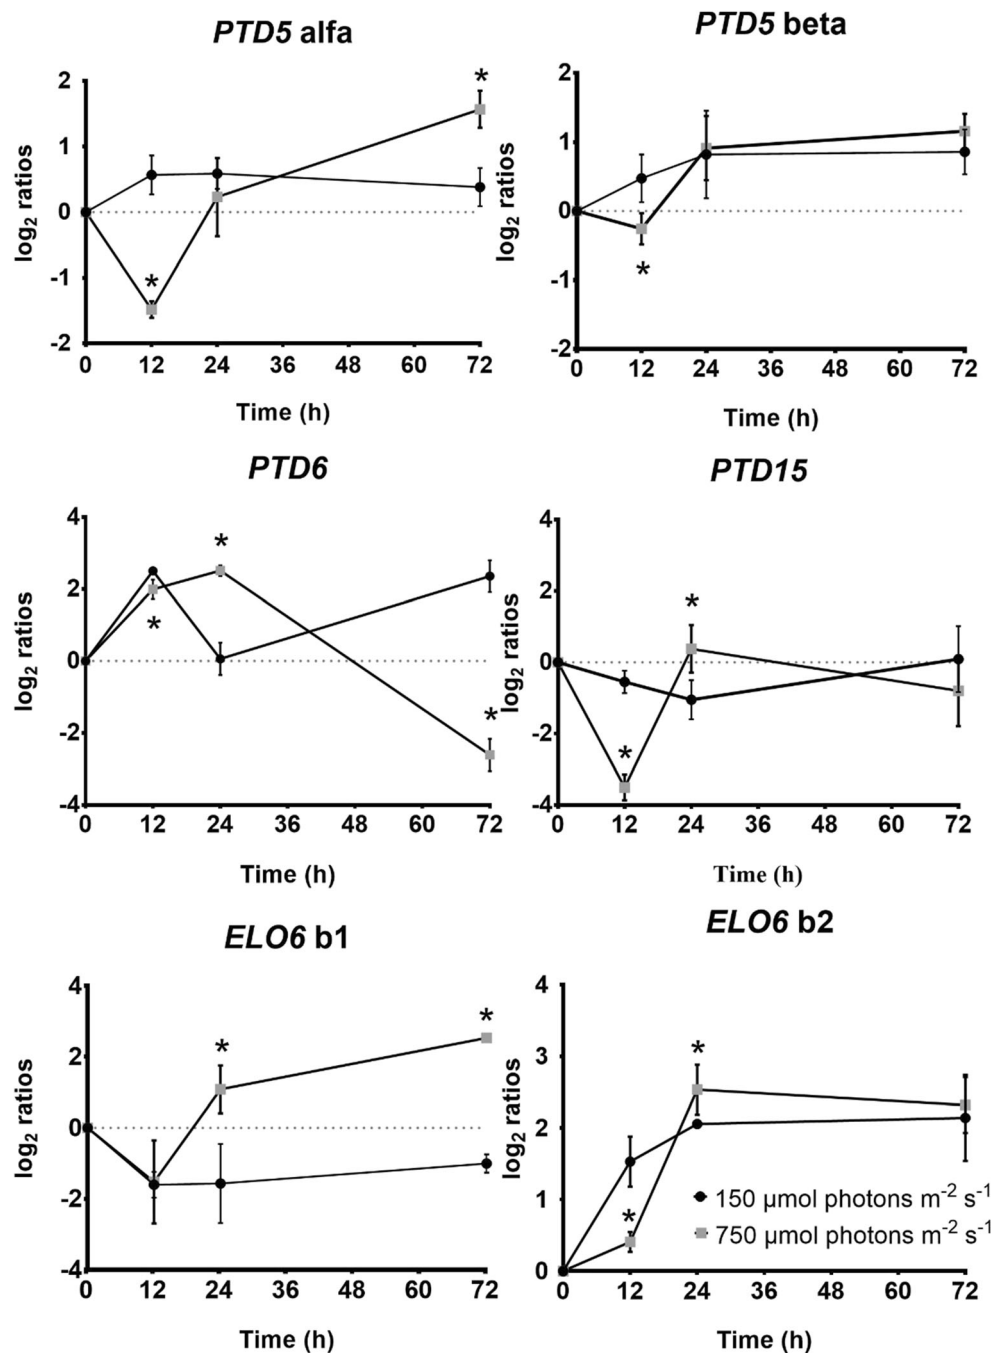 PTD5 alfa
log2 ratios
2
*
1
0
*
-1
-2
0 12 24 36 48 60 72
Time (h)
PTD5 beta
log2 ratios
2
1
0
*
-1
-2
0 12 24 36 48 60 72
Time (h)
PTD6
log2 ratios
4
*
2
*
0
*
-2
-4
0 12 24 36 48 60 72
Time (h)
PTD15
log2 ratios
4
2
*
0
*
-2
-4
0 12 24 36 48 60 72
Time (h)
ELO6 b1
log2 ratios
4
*
*
2
0
-2
-4
0 12 24 36 48 60 72
Time (h)
ELO6 b2
log2 ratios
4
*
3
2
*
1
0
150 µmol photons m-2 s-1
750 µmol photons m-2 s-1
0 12 24 36 48 60 72
Time (h)